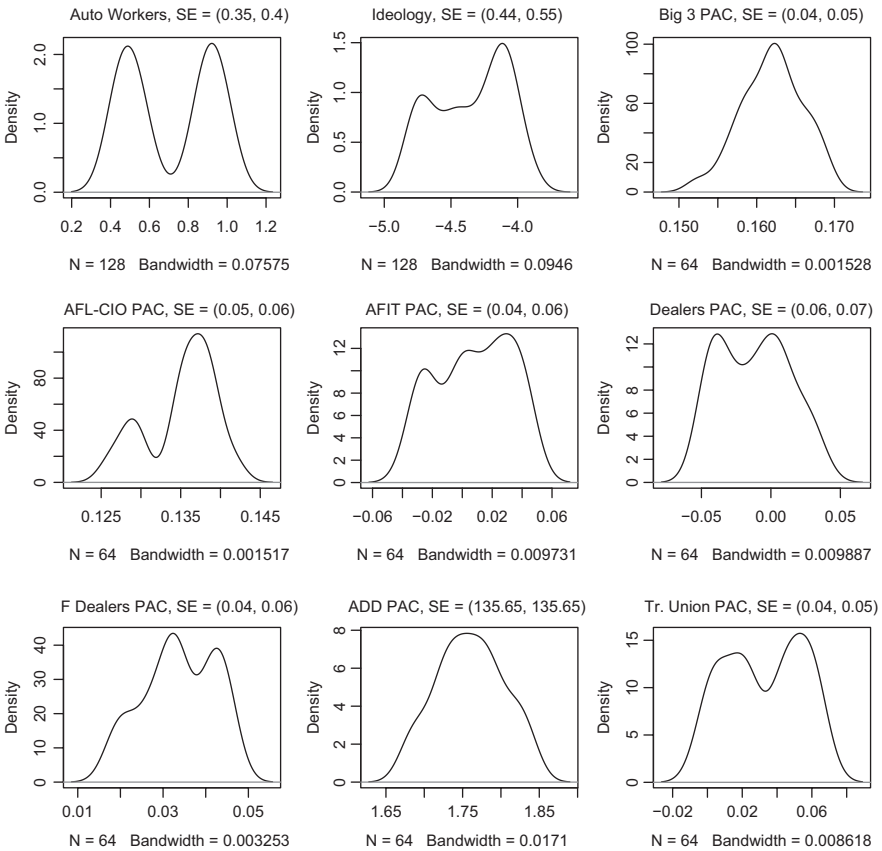 Auto Workers, SE = (0.35, 0.4)
Density
0.0 1.0 2.0
0.2 0.4 0.6 0.8 1.0 1.2
N = 128 Bandwidth = 0.07575
Ideology, SE = (0.44, 0.55)
Density
0.0 0.5 1.0 1.5
−5.0 −4.5 −4.0
N = 128 Bandwidth = 0.0946
Big 3 PAC, SE = (0.04, 0.05)
Density
0 20 60 100
0.150 0.160 0.170
N = 64 Bandwidth = 0.001528
AFL-CIO PAC, SE = (0.05, 0.06)
Density
0 40 80
0.125 0.135 0.145
N = 64 Bandwidth = 0.001517
AFIT PAC, SE = (0.04, 0.06)
Density
0 2 4 6 8 12
−0.06 −0.02 0.02 0.06
N = 64 Bandwidth = 0.009731
Dealers PAC, SE = (0.06, 0.07)
Density
0 2 4 6 8 12
−0.05 0.00 0.05
N = 64 Bandwidth = 0.009887
F Dealers PAC, SE = (0.04, 0.06)
Density
0 10 20 30 40
0.01 0.03 0.05
N = 64 Bandwidth = 0.003253
ADD PAC, SE = (135.65, 135.65)
Density
0 2 4 6 8
1.65 1.75 1.85
N = 64 Bandwidth = 0.0171
Tr. Union PAC, SE = (0.04, 0.05)
Density
0 5 10 15
−0.02 0.02 0.06
N = 64 Bandwidth = 0.008618